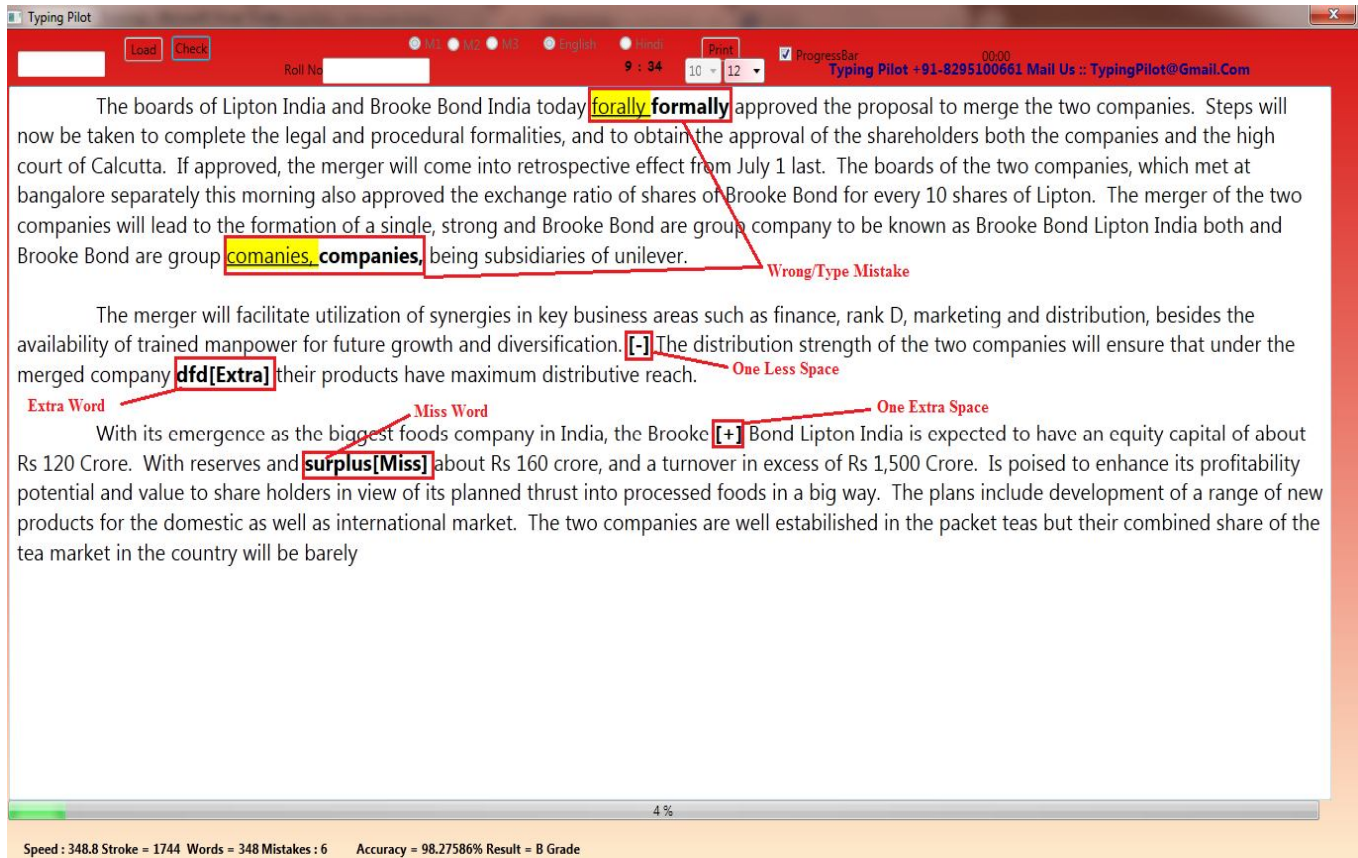 Typing Pilot
x
Load Check M1 M2 M3 English Hindi Print ProgressBar 00:00
Roll No 9 : 34 10 12 Typing Pilot +91-8295100661 Mail Us :: TypingPilot@Gmail.Com
The boards of Lipton India and Brooke Bond India today forally formally approved the proposal to merge the two companies. Steps will
now be taken to complete the legal and procedural formalities, and to obtain the approval of the shareholders both the companies and the high
court of Calcutta. If approved, the merger will come into retrospective effect from July 1 last. The boards of the two companies, which met at
bangalore separately this morning also approved the exchange ratio of shares of Brooke Bond for every 10 shares of Lipton. The merger of the two
companies will lead to the formation of a single, strong and Brooke Bond are group company to be known as Brooke Bond Lipton India both and
Brooke Bond are group comanies, companies, being subsidiaries of unilever.
Wrong/Type Mistake
The merger will facilitate utilization of synergies in key business areas such as finance, rank D, marketing and distribution, besides the
availability of trained manpower for future growth and diversification. [-] The distribution strength of the two companies will ensure that under the
merged company dfd[Extra] their products have maximum distributive reach.
One Less Space
Extra Word
Miss Word
One Extra Space
With its emergence as the biggest foods company in India, the Brooke [+] Bond Lipton India is expected to have an equity capital of about
Rs 120 Crore. With reserves and surplus[Miss] about Rs 160 crore, and a turnover in excess of Rs 1,500 Crore. Is poised to enhance its profitability
potential and value to share holders in view of its planned thrust into processed foods in a big way. The plans include development of a range of new
products for the domestic as well as international market. The two companies are well estabilished in the packet teas but their combined share of the
tea market in the country will be barely
4 %
Speed : 348.8 Stroke = 1744 Words = 348 Mistakes : 6 Accuracy = 98.27586% Result = B Grade